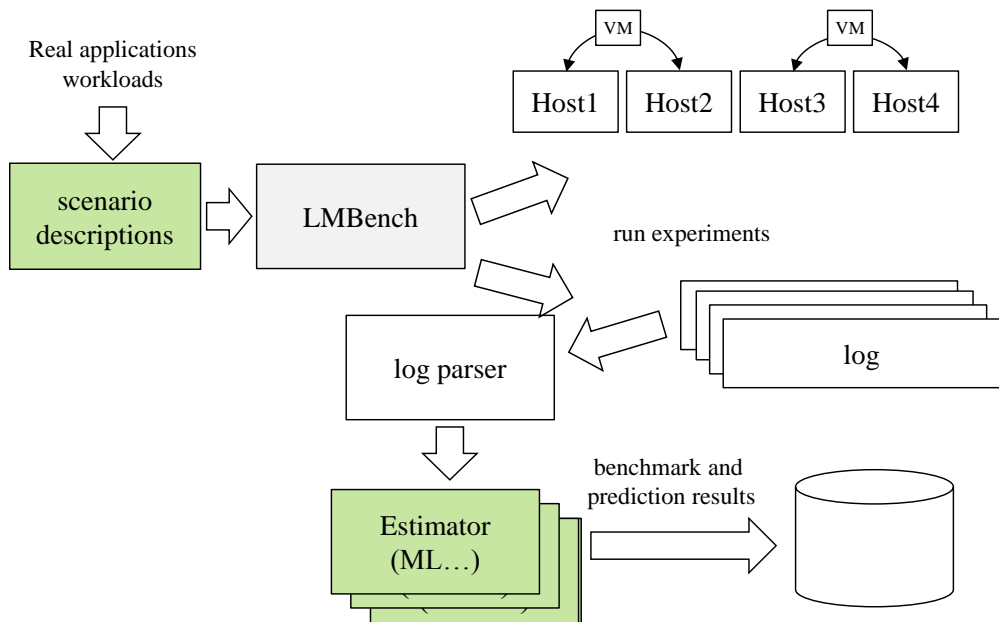 VM
VM
Real applications
workloads
Host1
Host2
Host3
Host4
scenario
descriptions
LMBench
run experiments
log parser
log
benchmark and
prediction results
Estimator
(ML…)